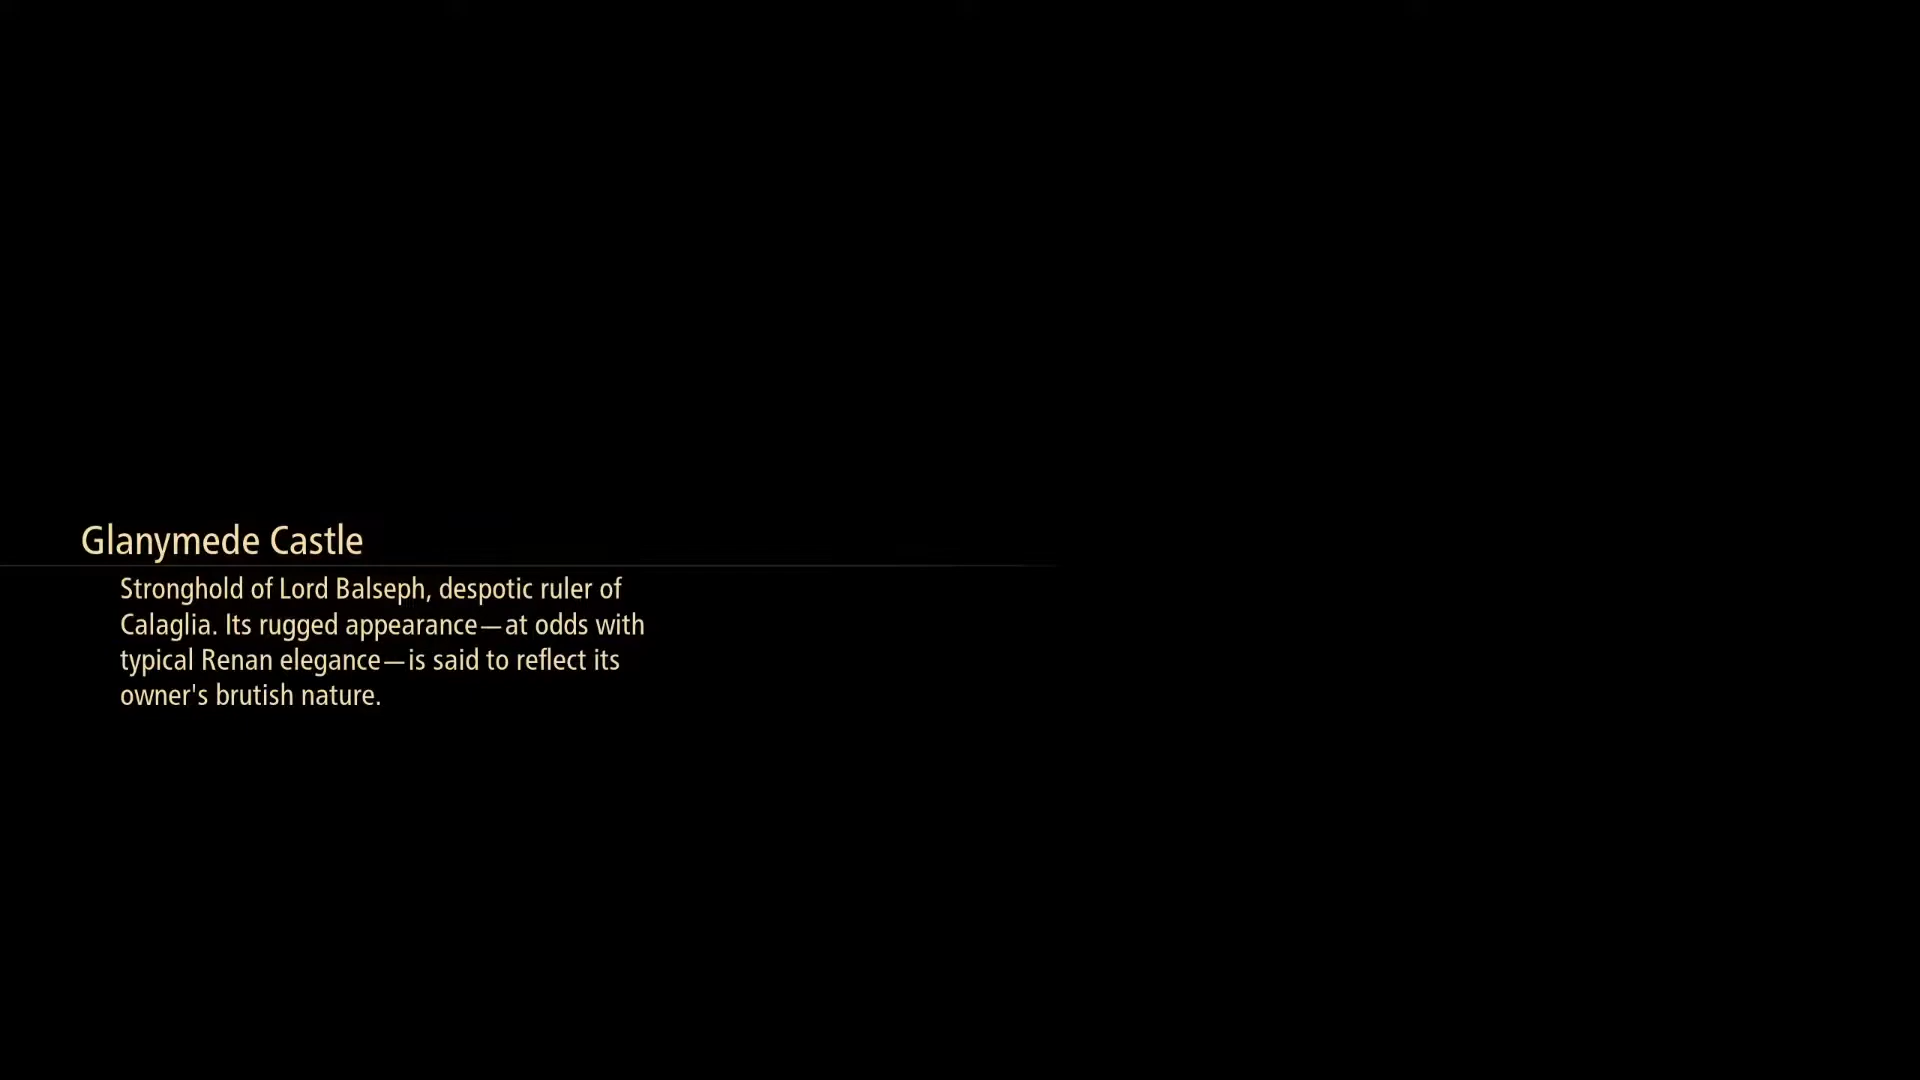 Glanymede Castle
Stronghold of Lord Balseph, despotic ruler of
Calaglia. Its rugged appearance—at odds with
typical Renan elegance—is said to reflect its
owner's brutish nature.